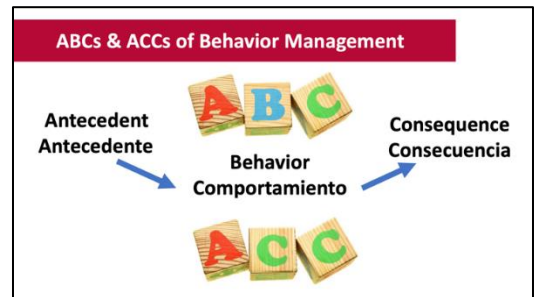 ABCs & ACCs of Behavior Management
A B C
Antecedent
Antecedente
Behavior
Comportamiento
Consequence
Consecuencia
A C C